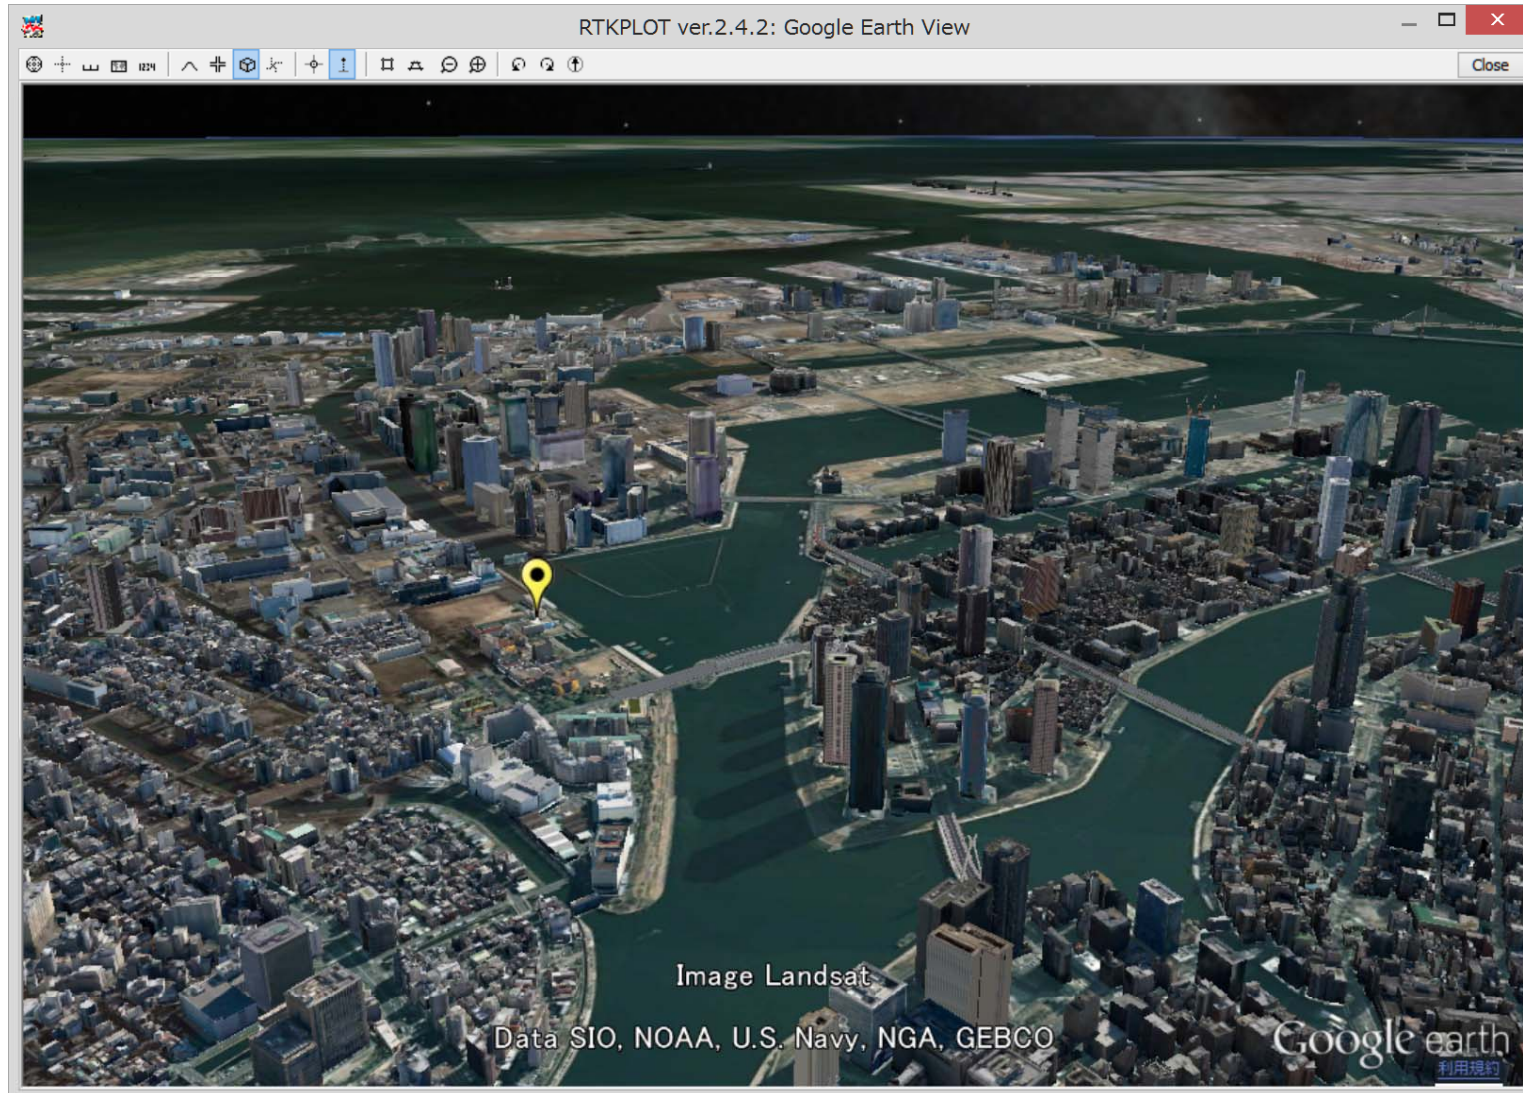 RTKPLOT ver.2.4.2: Google Earth View
Close
Image Landsat
Data SIO, NOAA, U.S. Navy, NGA, GEBCO
Google earth
利用規約